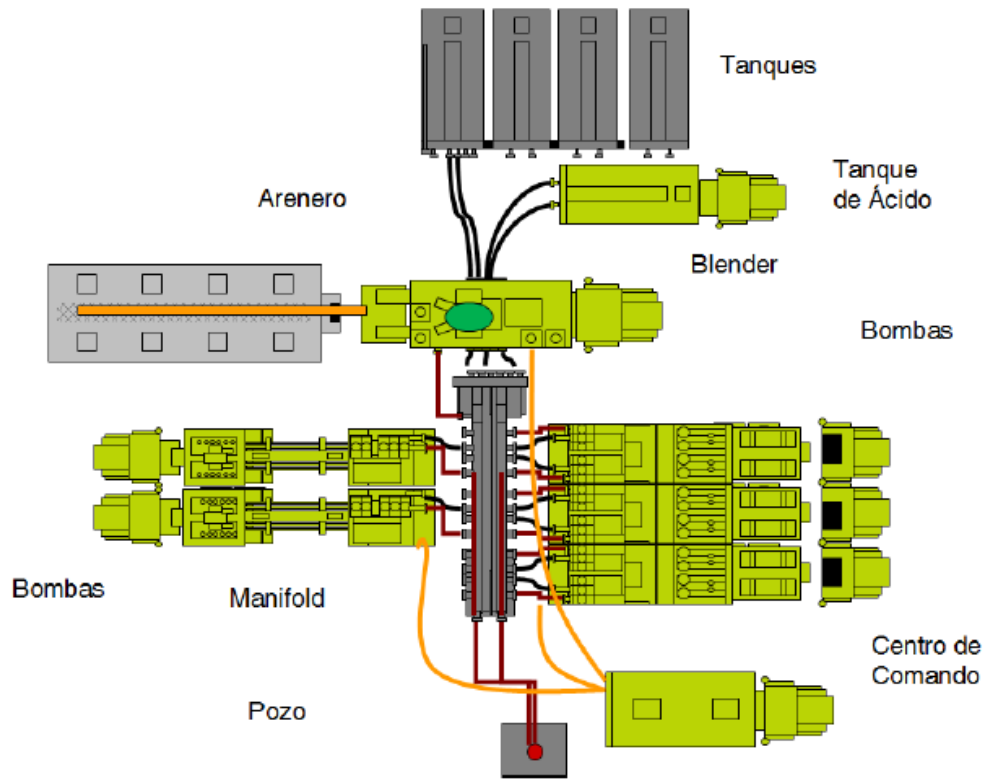 Tanques
Tanque
de Ácido
Arenero
Blender
Bombas
Bombas
Manifold
Centro de
Comando
Pozo